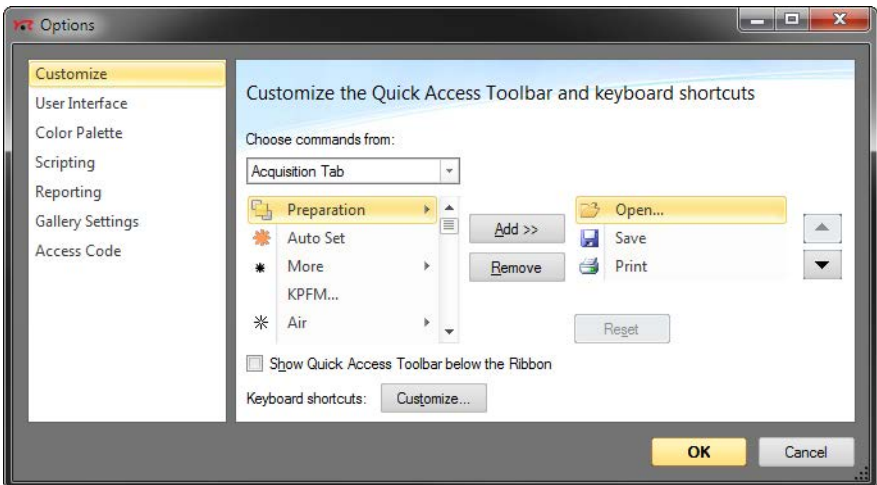 Options
Customize
User Interface
Color Palette
Scripting
Reporting
Gallery Settings
Access Code
Customize the Quick Access Toolbar and keyboard shortcuts
Choose commands from:
Acquisition Tab
Preparation
Auto Set
More
KPFM...
Air
Add >>
Remove
Open...
Save
Print
Reset
Show Quick Access Toolbar below the Ribbon
Keyboard shortcuts: Customize...
OK Cancel